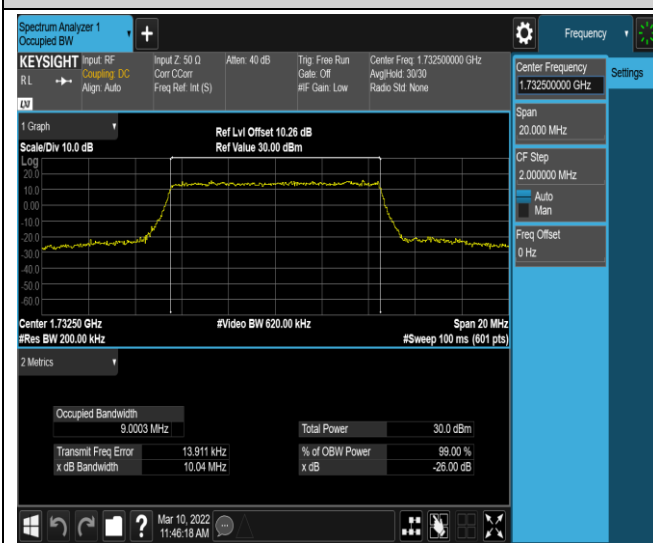 Spectrum Analyzer 1
Occupied BW
+
Frequency
KEYSIGHT
RL
LXI
Input: RF
Coupling: DC
Align: Auto
Input Z: 50 Ω
Corr CCorr
Freq Ref: Int (S)
Atten: 40 dB
Trig: Free Run
Gate: Off
#IF Gain: Low
Center Freq: 1.732500000 GHz
Avg|Hold: 30/30
Radio Std: None
Center Frequency
1.732500000 GHz
Settings
Span
20.000 MHz
CF Step
2.000000 MHz
Auto
Man
Freq Offset
0 Hz
1 Graph
Scale/Div 10.0 dB
Ref Lvl Offset 10.26 dB
Ref Value 30.00 dBm
Log
20.0
10.0
0.00
-10.0
-20.0
-30.0
-40.0
-50.0
-60.0
Center 1.73250 GHz
#Video BW 620.00 kHz
Span 20 MHz
#Res BW 200.00 kHz
#Sweep 100 ms (601 pts)
2 Metrics
Occupied Bandwidth
9.0003 MHz
Total Power 30.0 dBm
Transmit Freq Error 13.911 kHz
% of OBW Power 99.00 %
x dB Bandwidth 10.04 MHz
x dB -26.00 dB
?
Mar 10, 2022
11:46:18 AM